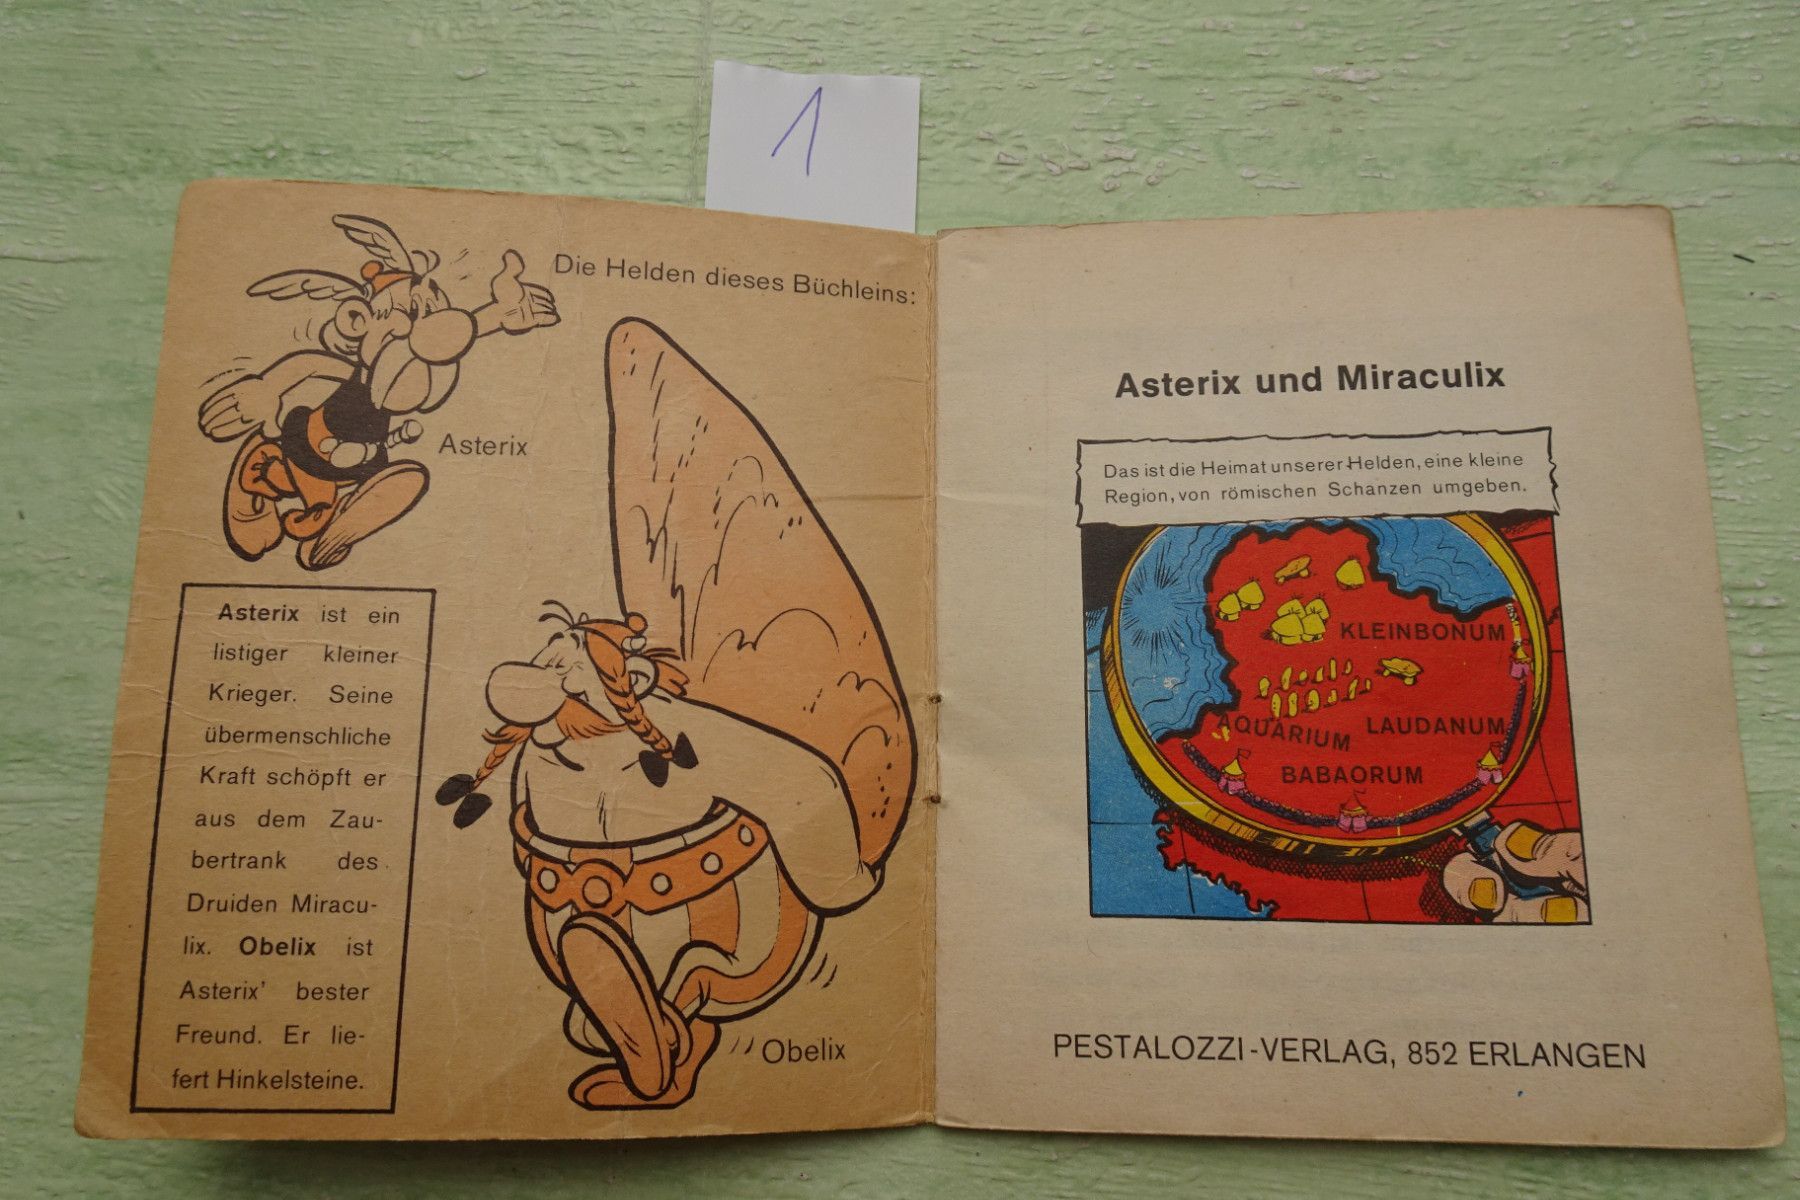 1
Die Helden dieses Büchleins:
Asterix
Asterix ist ein
listiger kleiner
Krieger. Seine
übermenschliche
Kraft schöpft er
aus dem Zau-
bertrank des
Druiden Miracu-
lix. Obelix ist
Asterix' bester
Freund. Er lie-
fert Hinkelsteine.
Obelix
Asterix und Miraculix
Das ist die Heimat unserer Helden, eine kleine
Region, von römischen Schanzen umgeben.
KLEINBONUM
AQUARIUM
LAUDANUM
BABAORUM
PESTALOZZI-VERLAG, 852 ERLANGEN